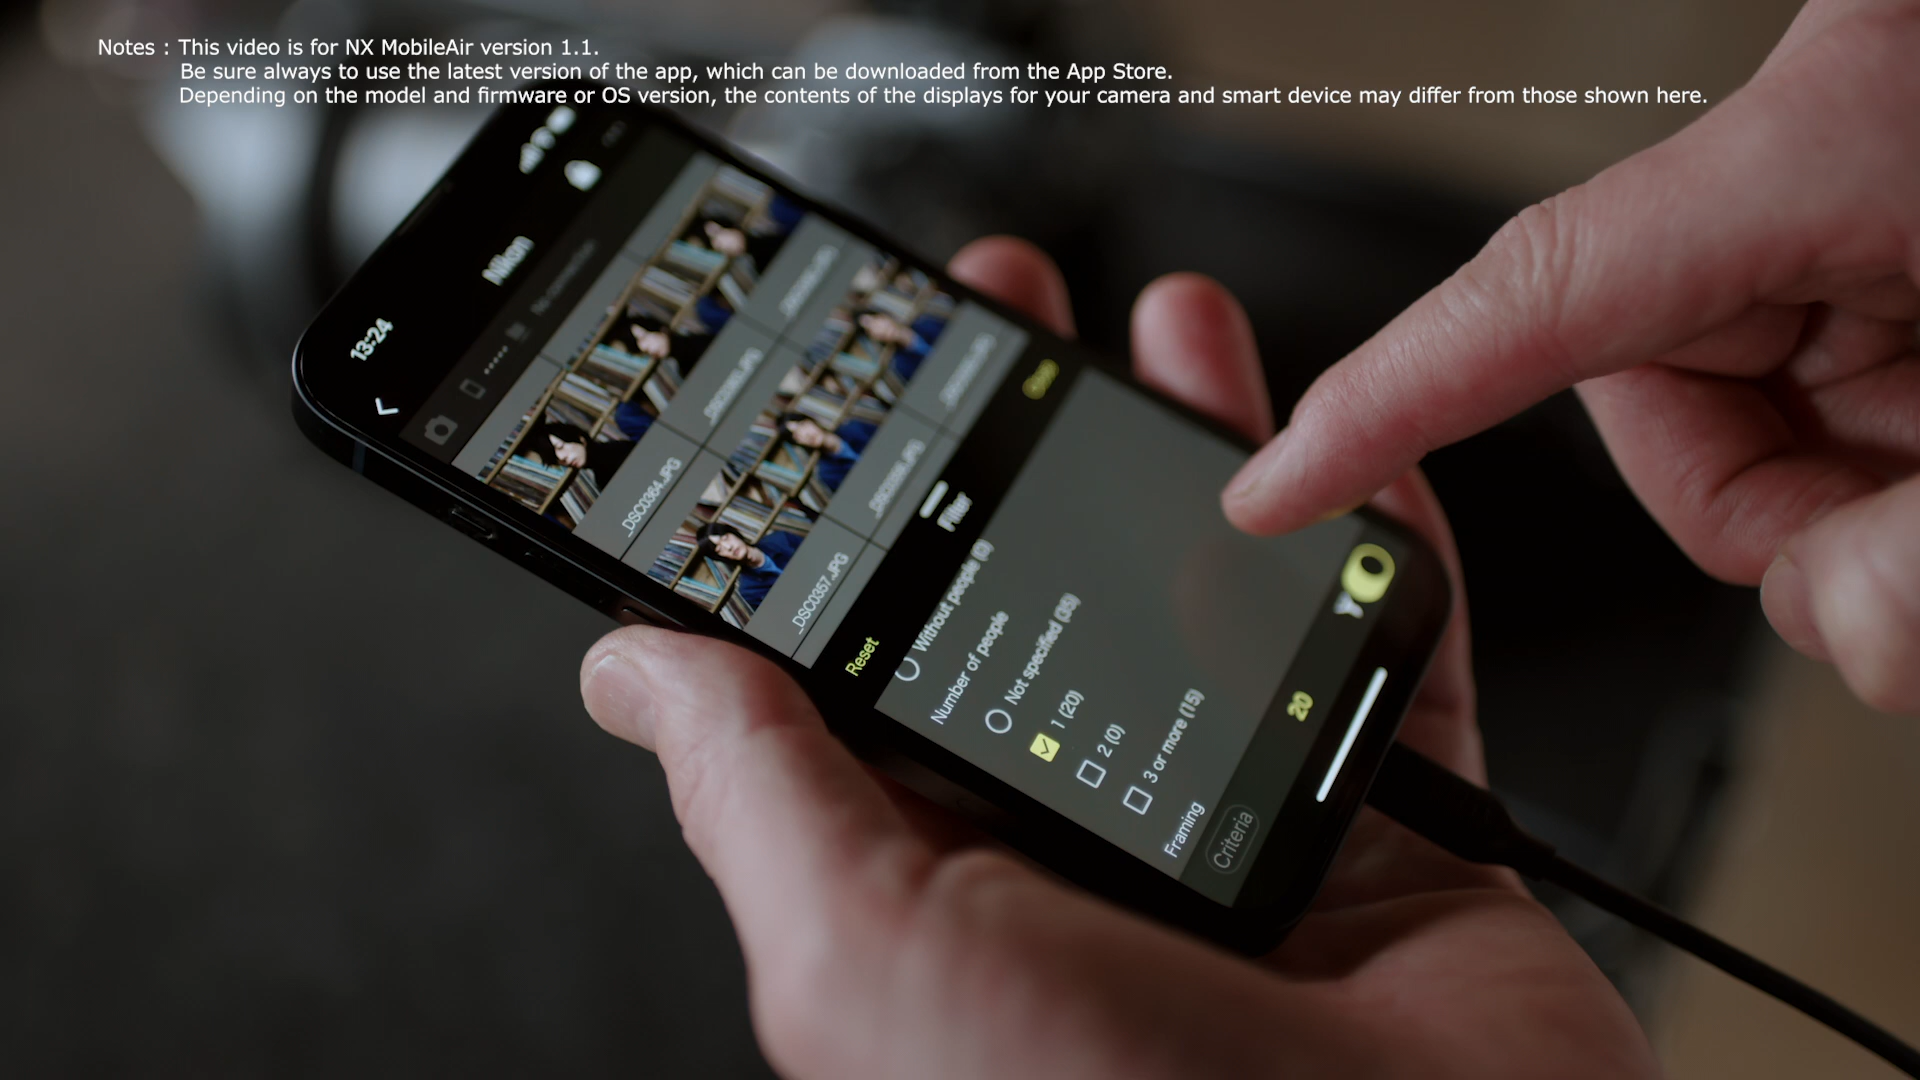 Notes : This video is for NX MobileAir version 1.1.
Be sure always to use the latest version of the app, which can be downloaded from the App Store.
Depending on the model and firmware or OS version, the contents of the displays for your camera and smart device may differ from those shown here.
13:24
Nikon
_DSC0364.JPG
_DSC0357.JPG
Reset
Filter
Without people (0)
Number of people
Not specified (35)
1 (20)
2 (0)
3 or more (15)
Framing
Criteria
20